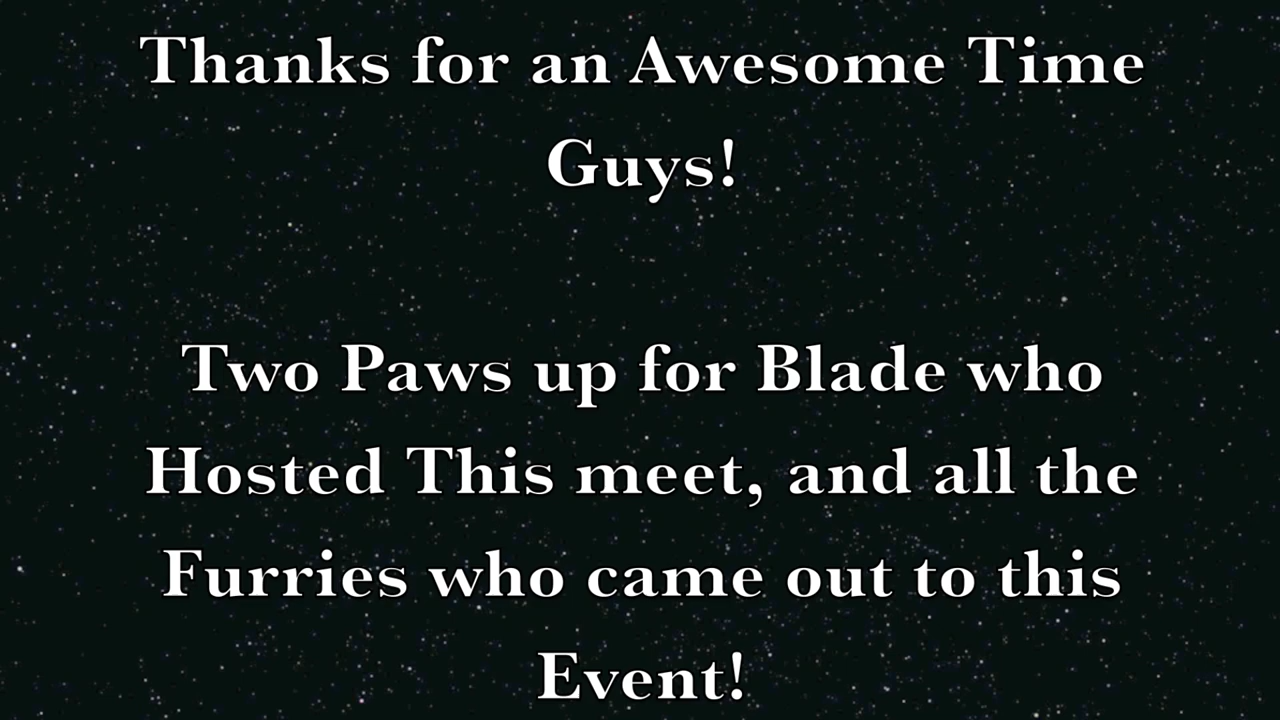 Thanks for an Awesome Time
Guys!
Two Paws up for Blade who
Hosted This meet, and all the
Furries who came out to this
Event!